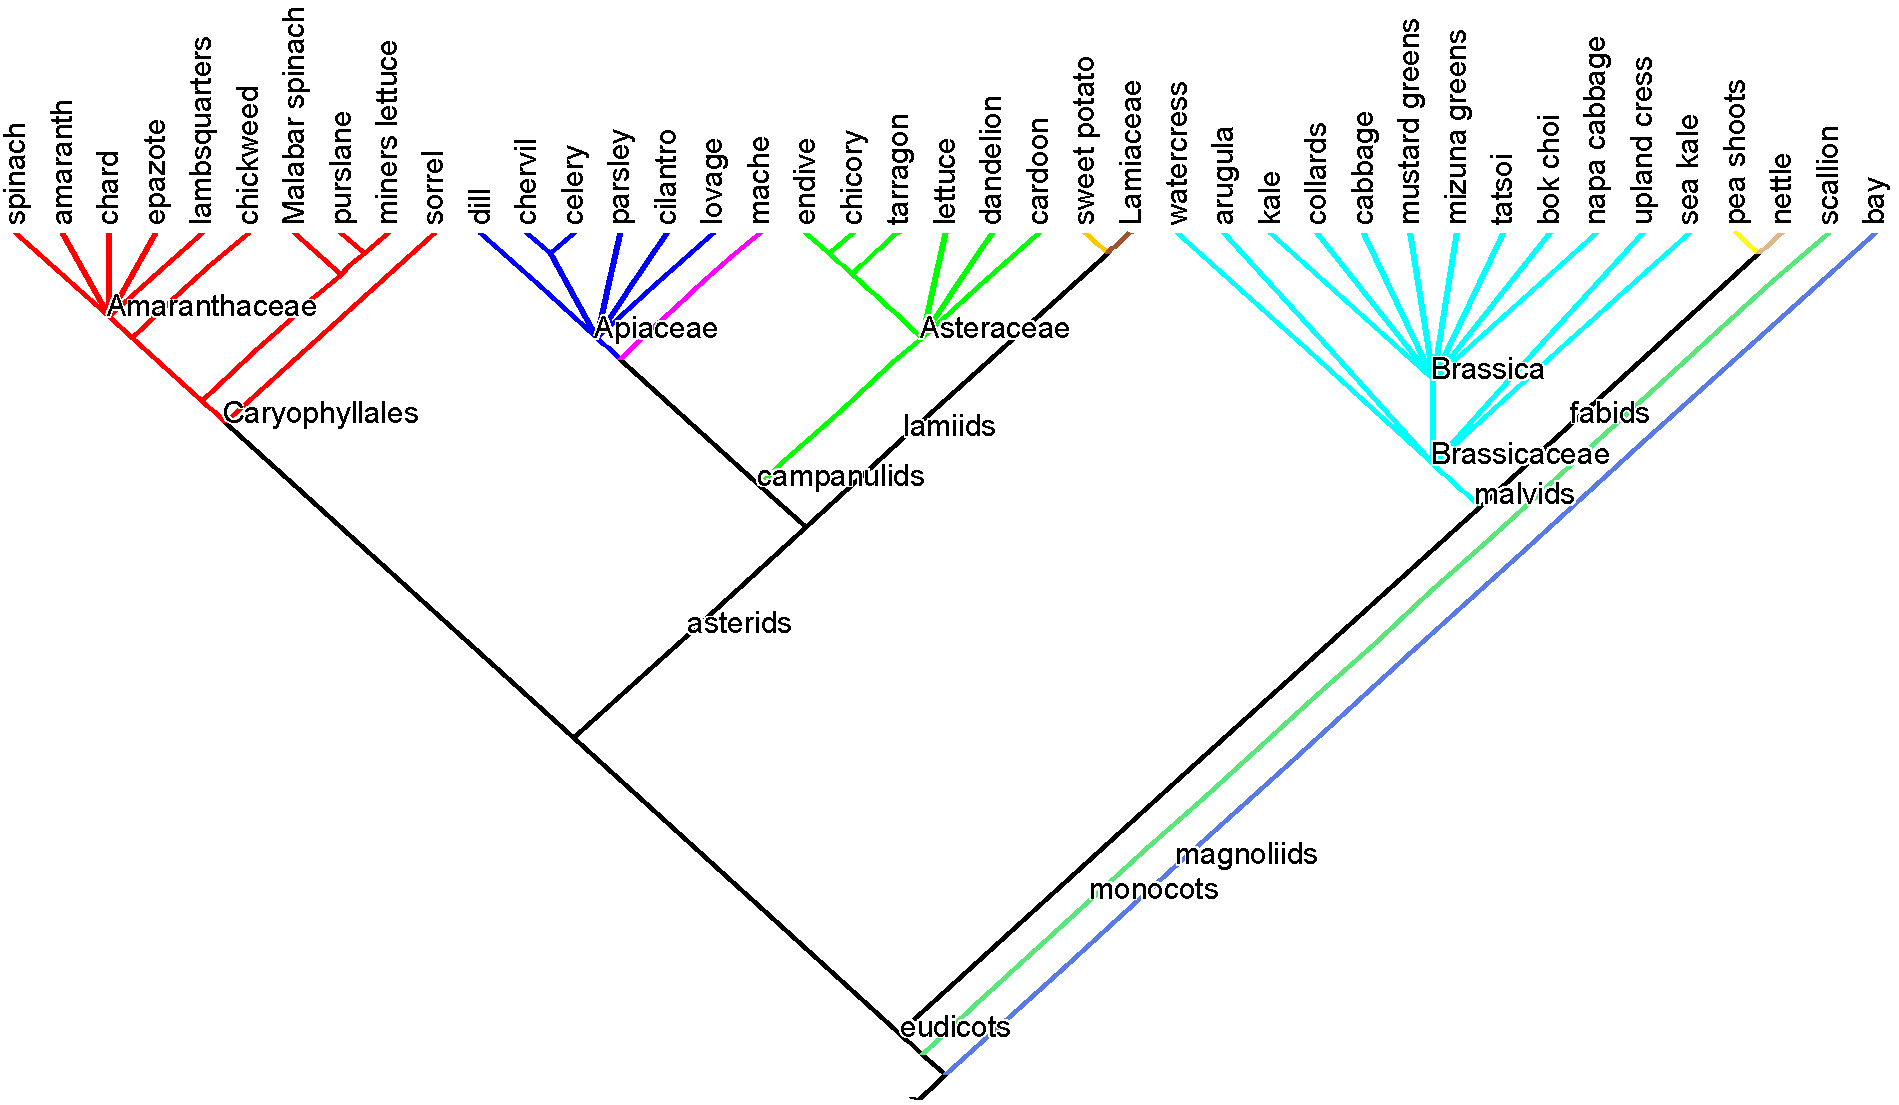 spinach
amaranth
chard
epazote
lambsquarters
chickweed
Malabar spinach
purslane
miners lettuce
sorrel
dill
chervil
celery
parsley
cilantro
lovage
mache
endive
chicory
tarragon
lettuce
dandelion
cardoon
sweet potato
Lamiaceae
watercress
arugula
kale
collards
cabbage
mustard greens
mizuna greens
tatsoi
bok choi
napa cabbage
upland cress
sea kale
pea shoots
nettle
scallion
bay
Amaranthaceae
Apiaceae
Asteraceae
Brassica
Caryophyllales
fabids
lamiids
Brassicaceae
campanulids
malvids
asterids
magnoliids
monocots
eudicots